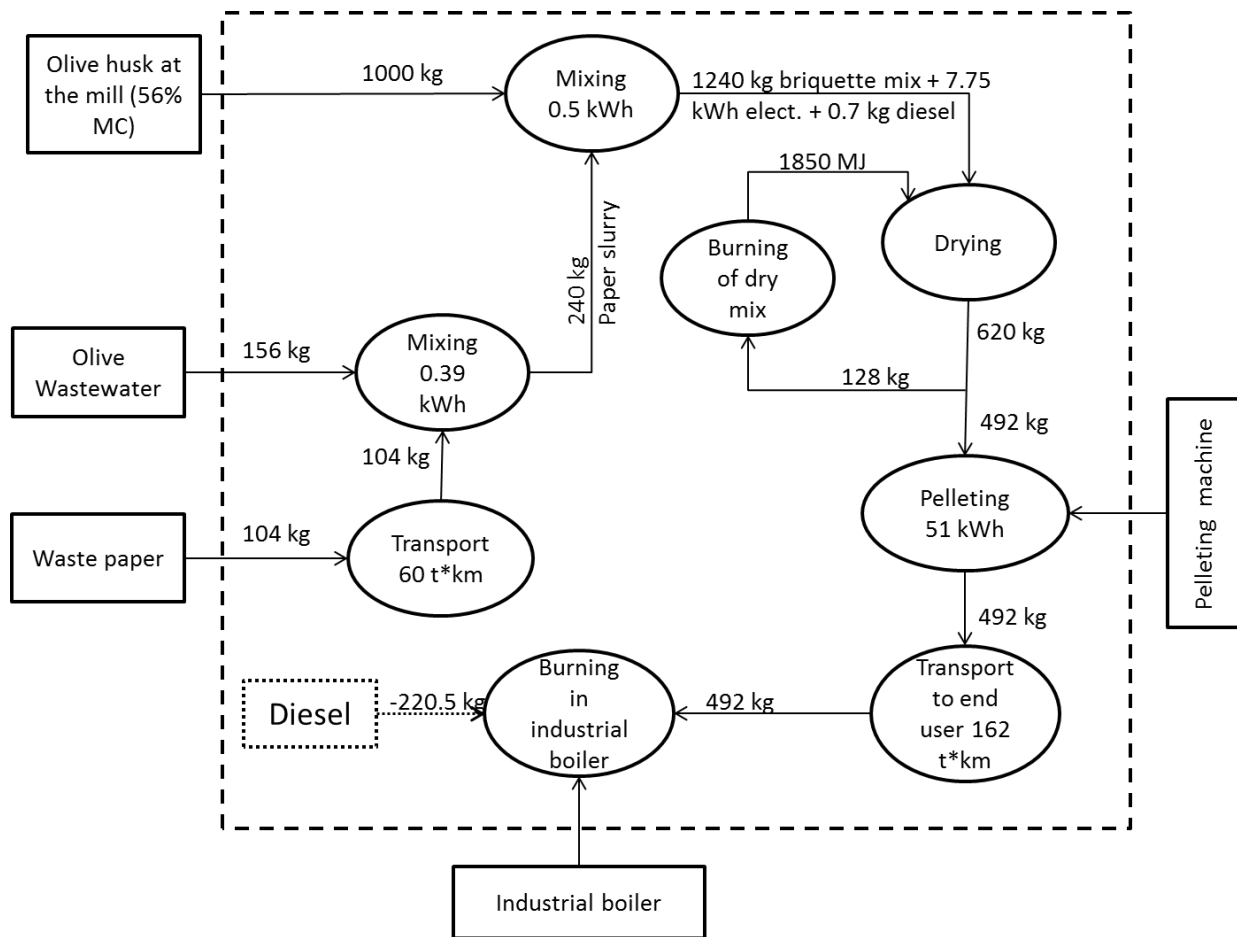 Olive husk at
the mill (56%
MC)
1000 kg
Mixing
0.5 kWh
1240 kg briquette mix + 7.75
kWh elect. + 0.7 kg diesel
1850 MJ
Burning
of dry
mix
Drying
240 kg
Paper slurry
620 kg
Olive
Wastewater
156 kg
Mixing
0.39
kWh
128 kg
492 kg
104 kg
Pelleting
51 kWh
Pelleting machine
Waste paper
104 kg
Transport
60 t*km
492 kg
Diesel
-220.5 kg
Burning
in
industrial
boiler
492 kg
Transport
to end
user 162
t*km
Industrial boiler